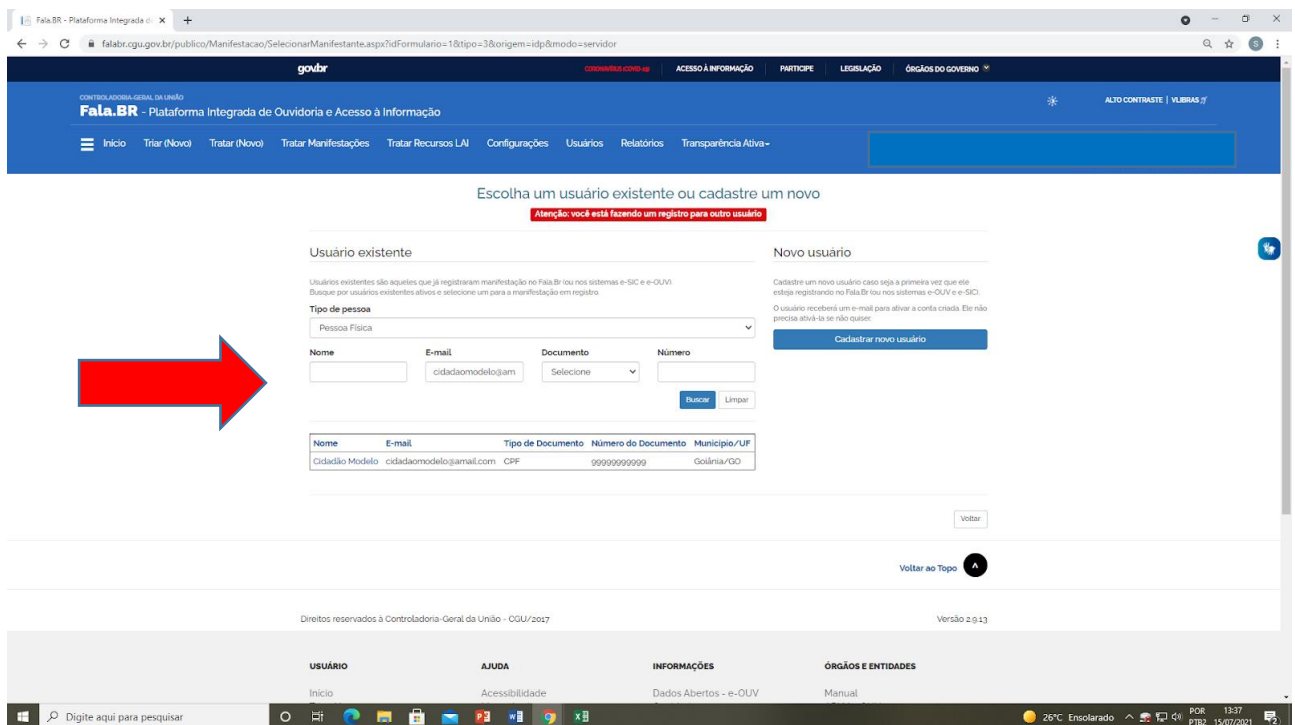 Fala.BR - Plataforma Integrada d
falabr.cgu.gov.br/publico/Manifestacao/SelecionarManifestante.aspx?idFormulario=1&tipo=3&origem=idp&modo=servidor
S
govbr
CORONAVÍRUS (COVID-19)
ACESSO À INFORMAÇÃO
PARTICIPE
LEGISLAÇÃO
ÓRGÃOS DO GOVERNO
CONTROLADORIA-GERAL DA UNIÃO
Fala.BR - Plataforma Integrada de Ouvidoria e Acesso à Informação
ALTO CONTRASTE | VLIBRAS
Início Triar (Novo) Tratar (Novo) Tratar Manifestações Tratar Recursos LAI Configurações Usuários Relatórios Transparência Ativa
Escolha um usuário existente ou cadastre um novo
Atenção: você está fazendo um registro para outro usuário
Usuário existente
Usuários existentes são aqueles que já registraram manifestação no Fala.Br (ou nos sistemas e-SIC e e-OUV).
Busque por usuários existentes ativos e selecione um para a manifestação em registro.
Tipo de pessoa
Pessoa Física
Nome E-mail Documento Número
cidadaomodelo@am Selecione
Buscar Limpar
Novo usuário
Cadastre um novo usuário caso seja a primeira vez que ele
esteja registrando no Fala.Br (ou nos sistemas e-OUV e e-SIC).
O usuário receberá um e-mail para ativar a conta criada. Ele não
precisa ativá-la se não quiser.
Cadastrar novo usuário
Nome E-mail Tipo de Documento Número do Documento Município/UF
Cidadão Modelo cidadaomodelo@amail.com CPF 99999999999 Goiânia/GO
Voltar
Voltar ao Topo
Direitos reservados à Controladoria-Geral da União - CGU/2017
Versão 2.9.13
USUÁRIO AJUDA INFORMAÇÕES ÓRGÃOS E ENTIDADES
Início Acessibilidade Dados Abertos - e-OUV Manual
Digite aqui para pesquisar
26°C Ensolarado
POR
PTB2
13:37
15/07/2021
2